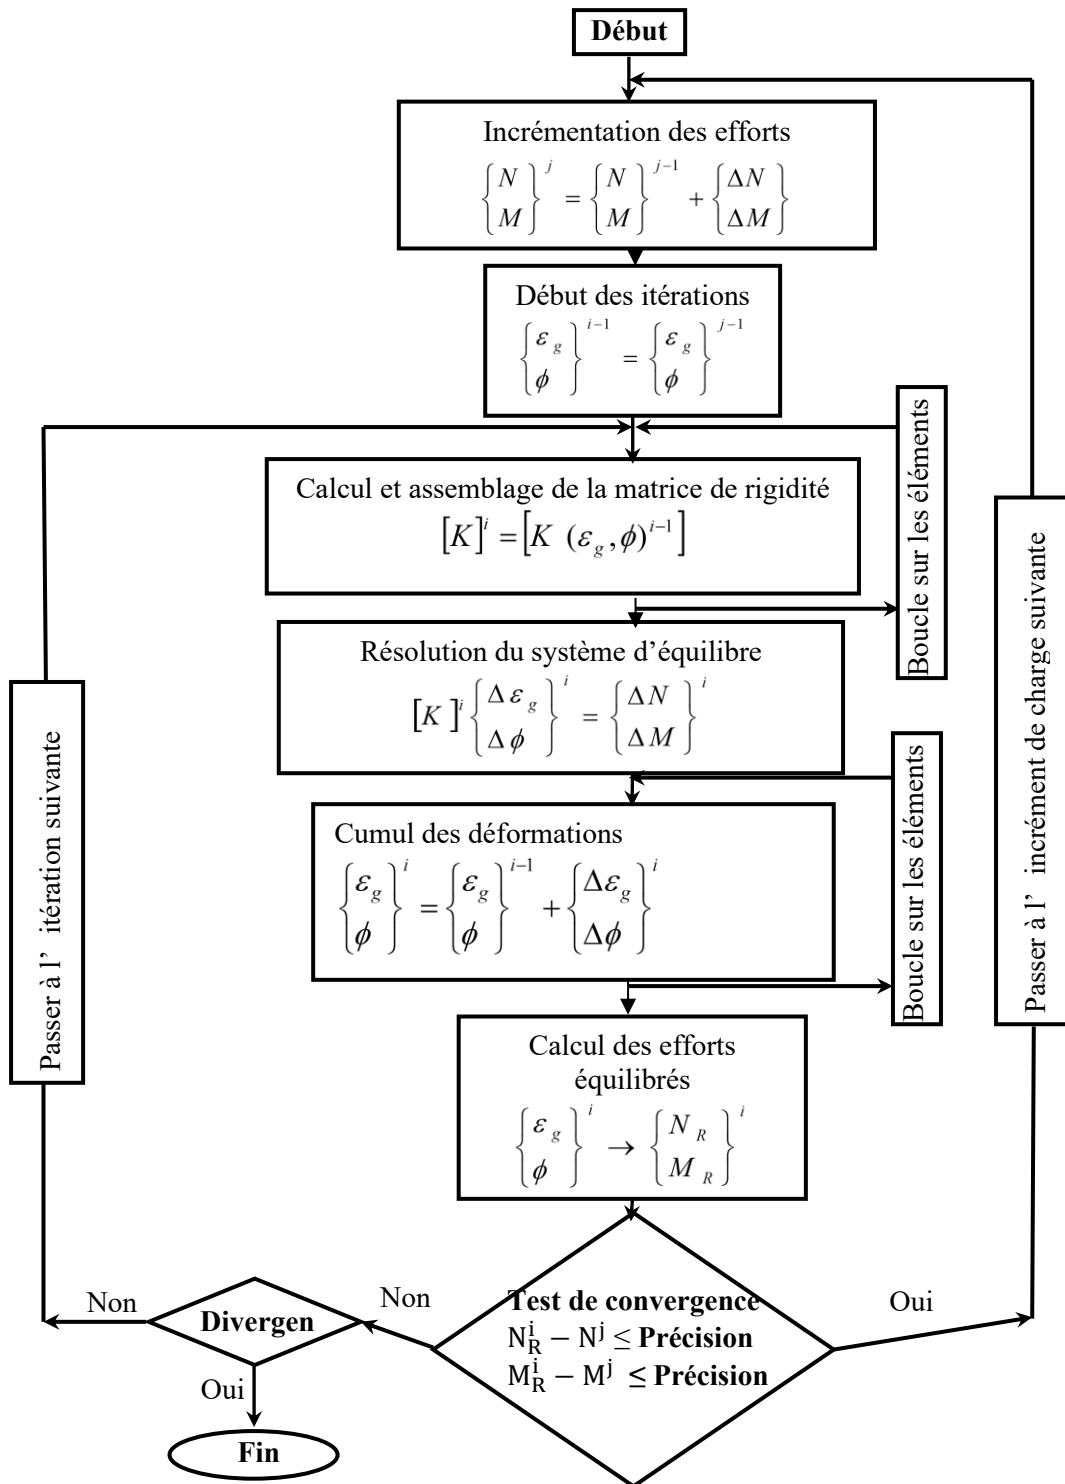 Début
Incrémentation des efforts
{N M}^j = {N M}^{j−1} + {ΔN ΔM}
Début des itérations
{ε_g ϕ}^{i−1} = {ε_g ϕ}^{j−1}
Calcul et assemblage de la matrice de rigidité
[K]^i = [K (ε_g, ϕ)^{i−1}]
Boucle sur les éléments
Résolution du système d'équilibre
[K]^i {Δε_g Δϕ}^i = {ΔN ΔM}^i
Cumul des déformations
{ε_g ϕ}^i = {ε_g ϕ}^{i−1} + {Δε_g Δϕ}^i
Boucle sur les éléments
Calcul des efforts
équilibrés
{ε_g ϕ}^i → {N_R M_R}^i
Test de convergence
N_R^i − N^j ≤ Précision
M_R^i − M^j ≤ Précision
Oui
Passer à l’ incrément de charge suivante
Non
Divergen
Non
Passer à l’ itération suivante
Oui
Fin